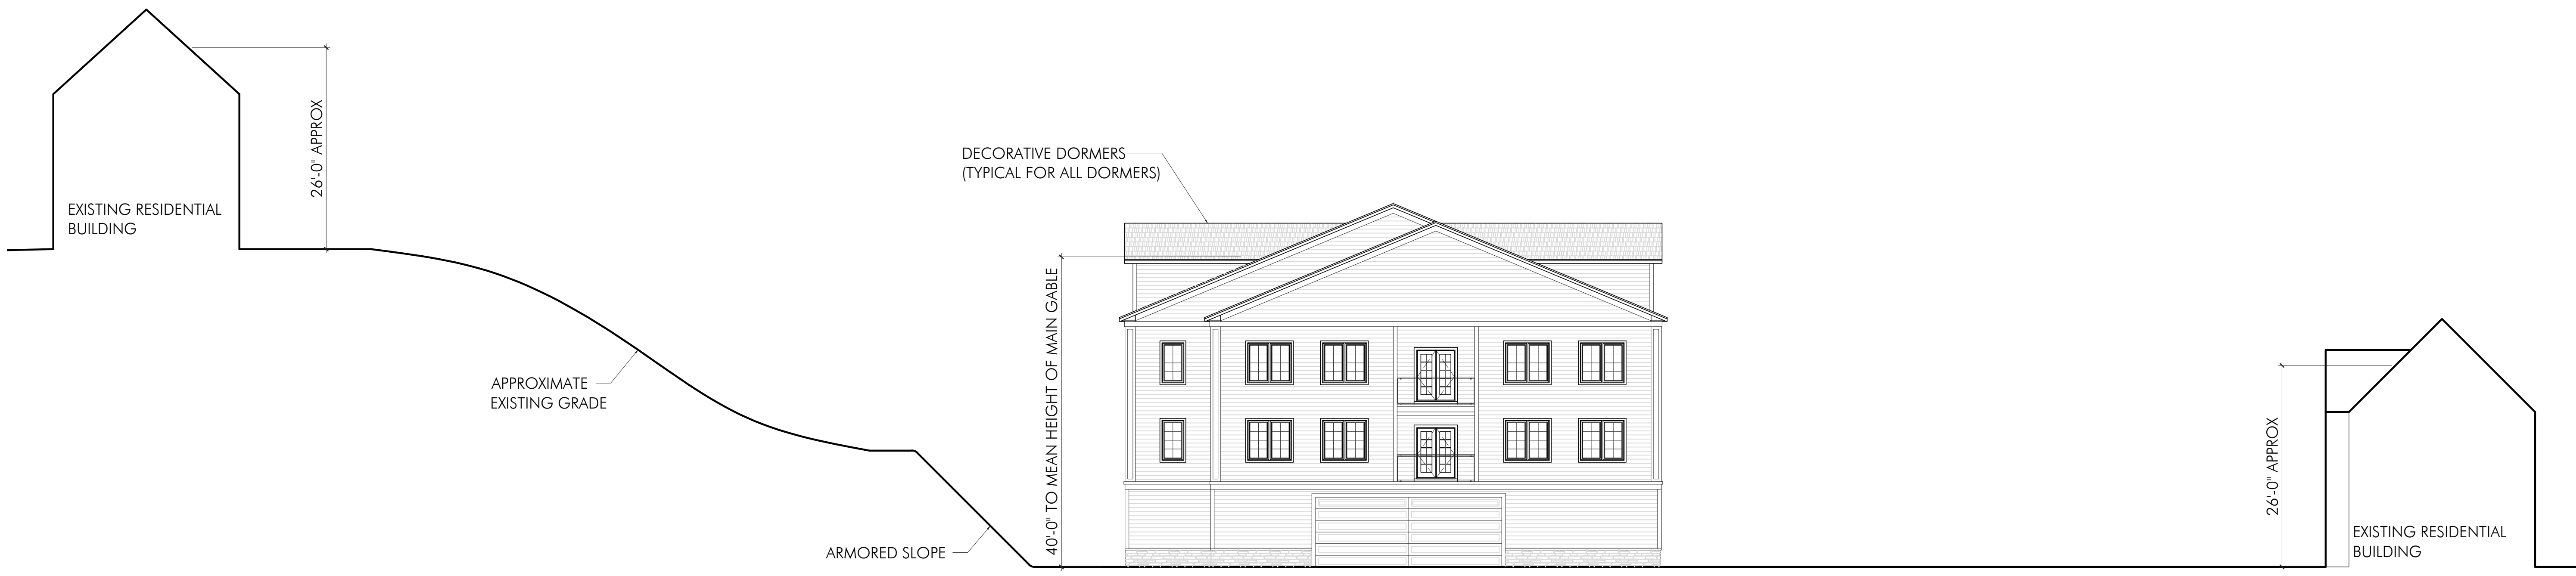 26'-0" APPROX
EXISTING RESIDENTIAL
BUILDING
DECORATIVE DORMERS
(TYPICAL FOR ALL DORMERS)
APPROXIMATE
EXISTING GRADE
ARMORED SLOPE
40'-0" TO MEAN HEIGHT OF MAIN GABLE
26'-0" APPROX
EXISTING RESIDENTIAL
BUILDING